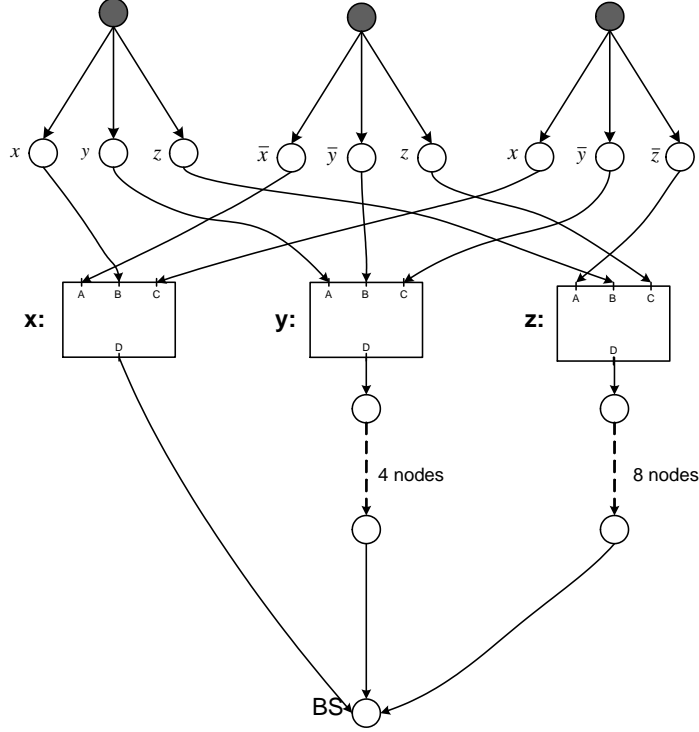 x y z x̅ y̅ z x y̅ z̅
A B C A B C A B C
x: y: z:
D D D
4 nodes 8 nodes
BS